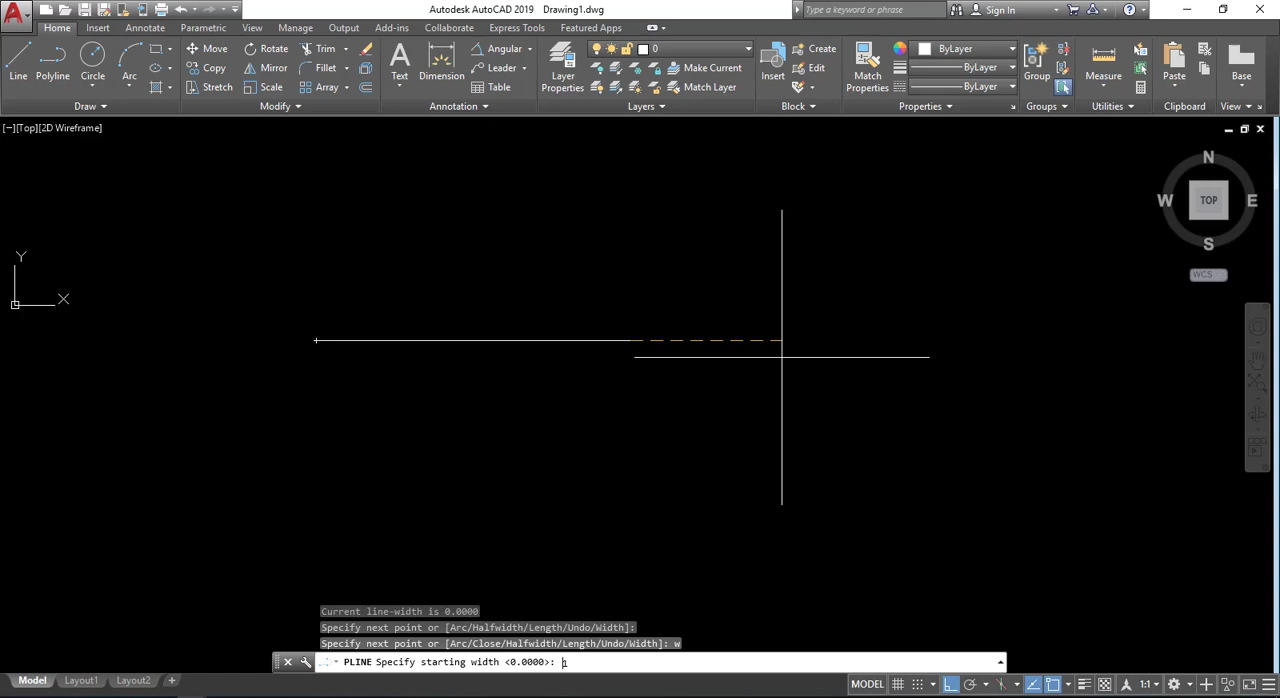 Autodesk AutoCAD 2019 Drawing1.dwg
Type a keyword or phrase
Sign In
Home Insert Annotate Parametric View Manage Output Add-ins Collaborate Express Tools Featured Apps
Line Polyline Circle Arc
Move Rotate Trim
Copy Mirror Fillet
Stretch Scale Array
Text Dimension
Angular
Leader
Table
Layer
Properties
0
Make Current
Match Layer
Insert
Create
Edit
Match
Properties
ByLayer
ByLayer
ByLayer
Group
Measure
Paste
Base
Draw Modify Annotation Layers Block Properties Groups Utilities Clipboard View
[−][Top][2D Wireframe]
N
W TOP E
S
WCS
Y
X
Current line-width is 0.0000
Specify next point or [Arc/Halfwidth/Length/Undo/Width]:
Specify next point or [Arc/Close/Halfwidth/Length/Undo/Width]: w
PLINE Specify starting width <0.0000>: 1
Model Layout1 Layout2 +
MODEL 1:1